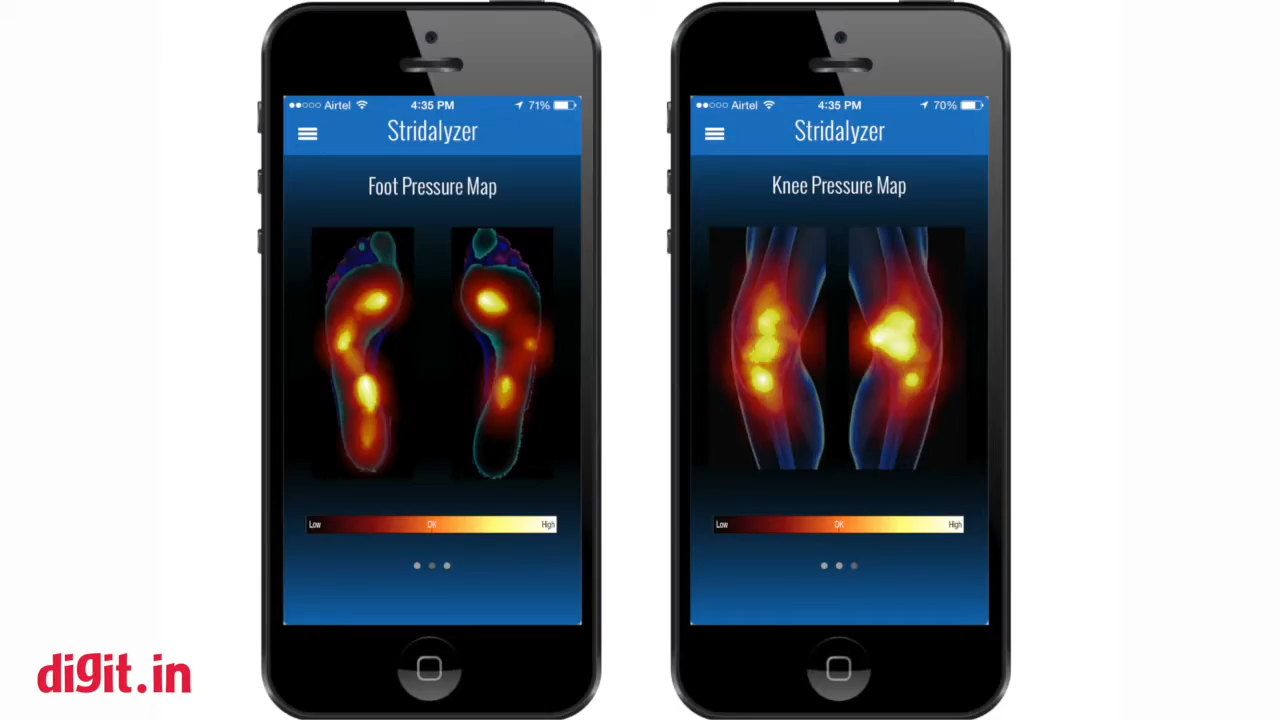 Airtel 4:35 PM 71%
Stridalyzer
Foot Pressure Map
Low OK High
Airtel 4:35 PM 70%
Stridalyzer
Knee Pressure Map
Low OK High
digit.in